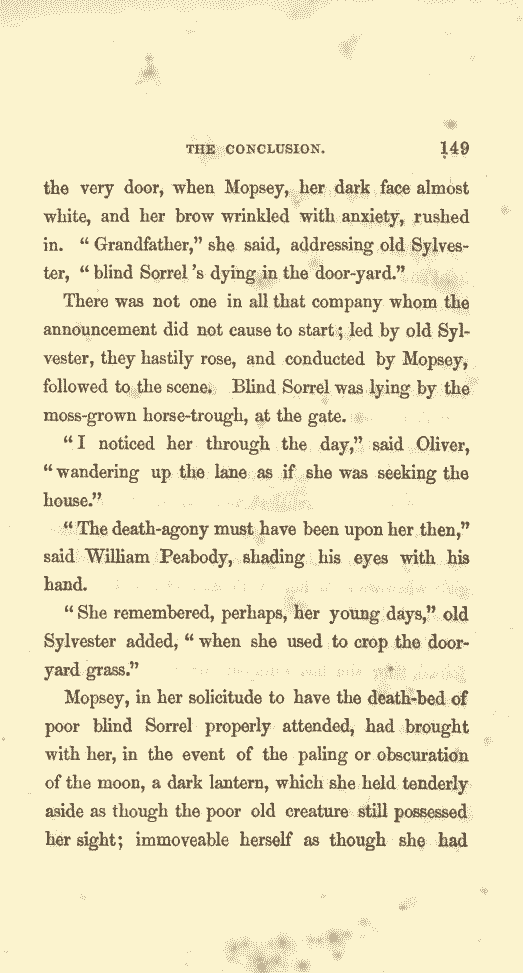 THE CONCLUSION. 149
the very door, when Mopsey, her dark face almost
white, and her brow wrinkled with anxiety, rushed
in. “ Grandfather,” she said, addressing old Sylves-
ter, “ blind Sorrel 's dying in the door-yard.”
There was not one in all that company whom the
announcement did not cause to start ; led by old Syl-
vester, they hastily rose, and conducted by Mopsey,
followed to the scene. Blind Sorrel was lying by the
moss-grown horse-trough, at the gate.
“ I noticed her through the day,” said Oliver,
“ wandering up the lane as if she was seeking the
house.”
“ The death-agony must have been upon her then,”
said William Peabody, shading his eyes with his
hand.
“ She remembered, perhaps, her young days,” old
Sylvester added, “ when she used to crop the door-
yard grass.”
Mopsey, in her solicitude to have the death-bed of
poor blind Sorrel properly attended, had brought
with her, in the event of the paling or obscuration
of the moon, a dark lantern, which she held tenderly
aside as though the poor old creature still possessed
her sight ; immoveable herself as though she had